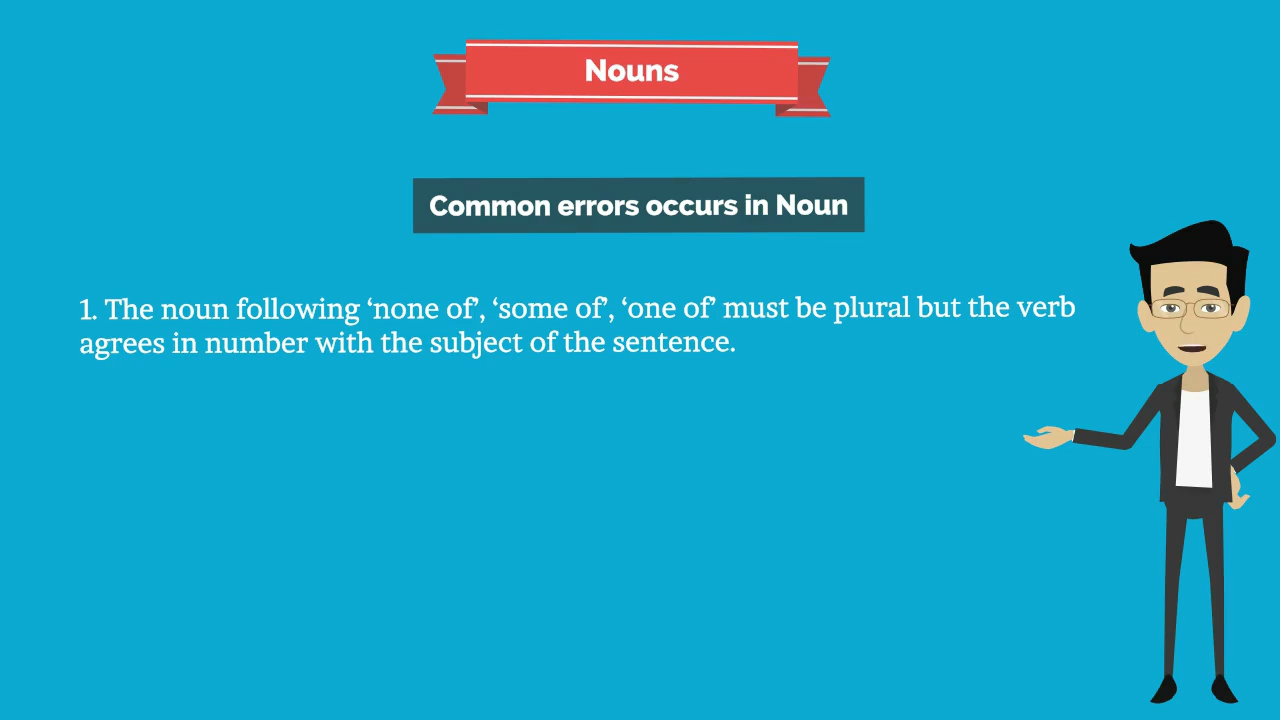 Nouns
Common errors occurs in Noun
1. The noun following ‘none of’, ‘some of’, ‘one of’ must be plural but the verb
agrees in number with the subject of the sentence.